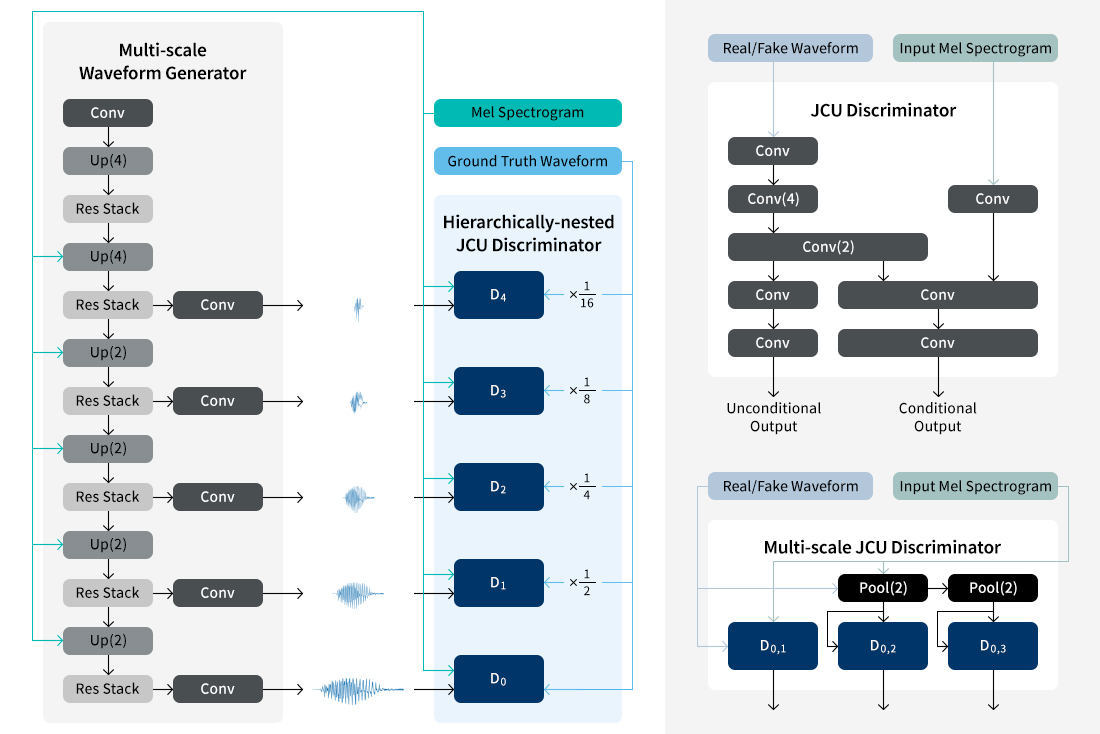 Multi-scale
Waveform Generator
Conv
Up(4)
Res Stack
Up(4)
Res Stack
Conv
Up(2)
Res Stack
Conv
Up(2)
Res Stack
Conv
Up(2)
Res Stack
Conv
Up(2)
Res Stack
Conv
Mel Spectrogram
Ground Truth Waveform
Hierarchically-nested
JCU Discriminator
D₄
×1/16
D₃
×1/8
D₂
×1/4
D₁
×1/2
D₀
Real/Fake Waveform
Input Mel Spectrogram
JCU Discriminator
Conv
Conv(4)
Conv
Conv(2)
Conv
Conv
Conv
Conv
Unconditional
Output
Conditional
Output
Real/Fake Waveform
Input Mel Spectrogram
Multi-scale JCU Discriminator
Pool(2)
Pool(2)
D₀,₁
D₀,₂
D₀,₃